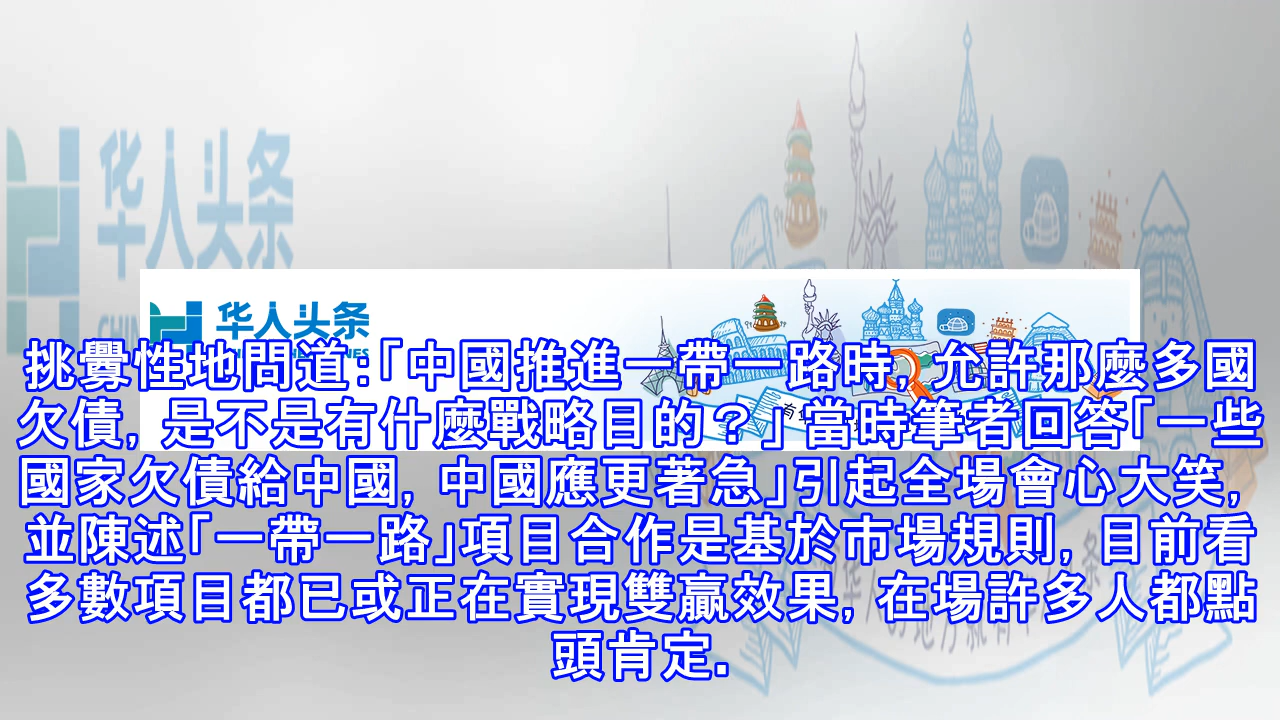 华人头条
CHIN
华人头条
挑釁性地問道:「中國推進一帶一路時, 允許那麼多國
欠債, 是不是有什麼戰略目的？」當時筆者回答「一些
國家欠債給中國, 中國應更著急」引起全場會心大笑,
並陳述「一帶一路」項目合作是基於市場規則, 目前看
多數項目都已或正在實現雙贏效果, 在場許多人都點
頭肯定.